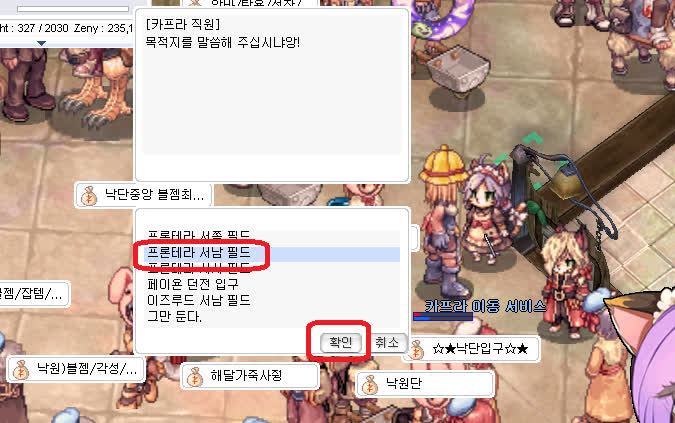 ht : 327 / 2030 Zeny : 235,1
[카프라 직원]
목적지를 말씀해 주십시냐앙!
낙단중앙 블젬최...
프론테라 서쪽 필드
프론테라 서남 필드
페이욘 던전 입구
이즈루드 서남 필드
그만 둔다.
확인
취소
젬/잡템/...
카프라 이동 서비스
☆★낙단입구☆★
낙원)블젬/각성/...
해달가죽사정
낙원단